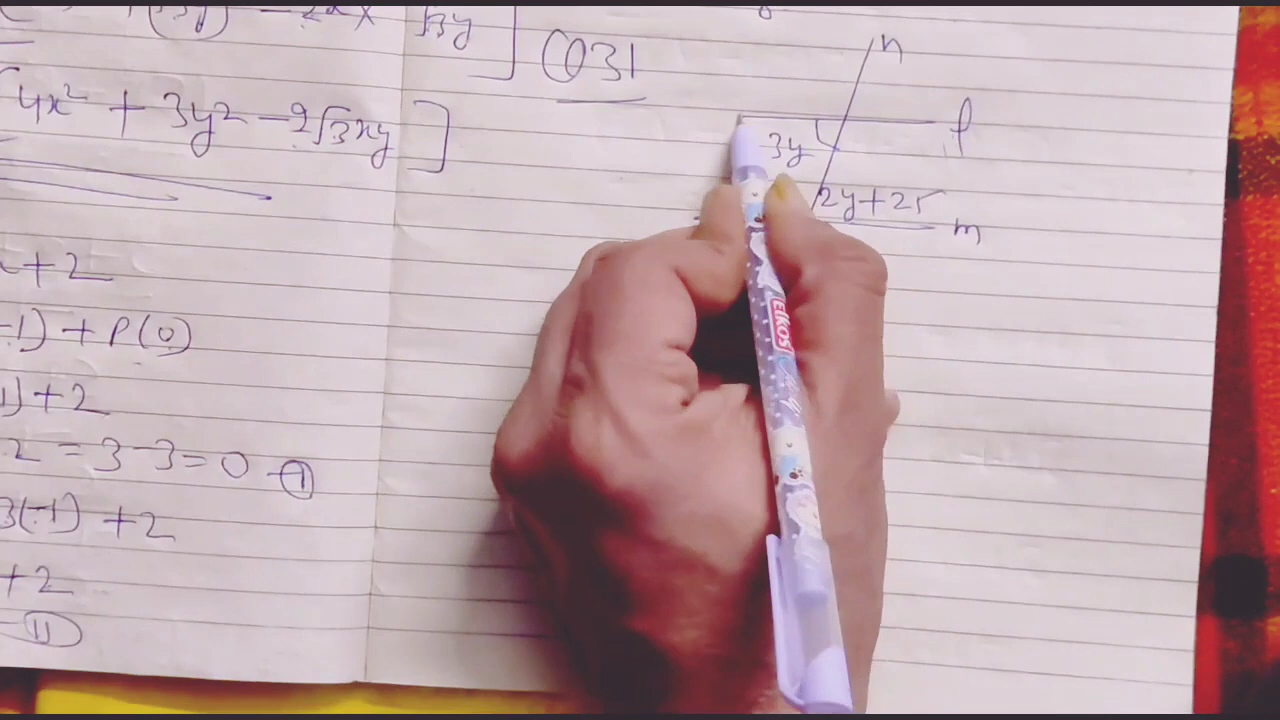 √3y ]
4x² + 3y² - 2√3xy ]
+2
-1) + P(0)
1) + 2
2 = 3-3 = 0 - I
3(-1) + 2
+ 2
- II
Q31
n
l
3y
2y+25
m
ELKOS